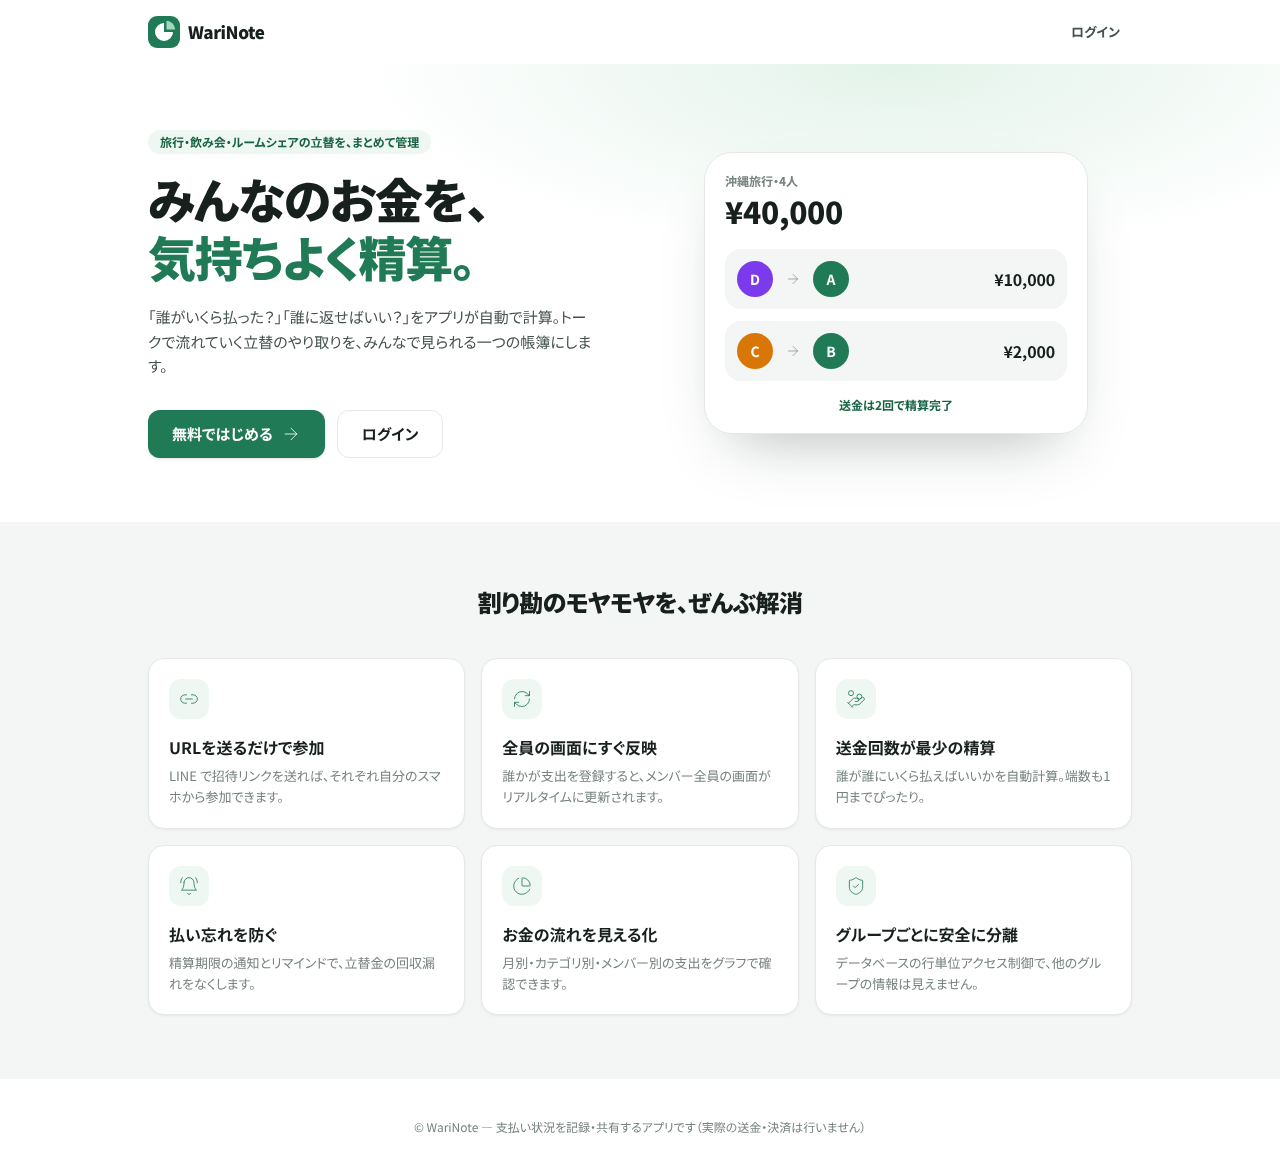 WariNote
ログイン
旅行・飲み会・ルームシェアの立替を、まとめて管理
みんなのお金を、
気持ちよく精算。
「誰がいくら払った？」「誰に返せばいい？」をアプリが自動で計算。トー
クで流れていく立替のやり取りを、みんなで見られる一つの帳簿にしま
す。
無料ではじめる
ログイン
沖縄旅行・4人
¥40,000
D → A ¥10,000
C → B ¥2,000
送金は2回で精算完了
割り勘のモヤモヤを、ぜんぶ解消
URLを送るだけで参加
LINE で招待リンクを送れば、それぞれ自分のスマ
ホから参加できます。
全員の画面にすぐ反映
誰かが支出を登録すると、メンバー全員の画面が
リアルタイムに更新されます。
送金回数が最少の精算
誰が誰にいくら払えばいいかを自動計算。端数も1
円までぴったり。
払い忘れを防ぐ
精算期限の通知とリマインドで、立替金の回収漏
れをなくします。
お金の流れを見える化
月別・カテゴリ別・メンバー別の支出をグラフで確
認できます。
グループごとに安全に分離
データベースの行単位アクセス制御で、他のグル
ープの情報は見えません。
© WariNote — 支払い状況を記録・共有するアプリです（実際の送金・決済は行いません）